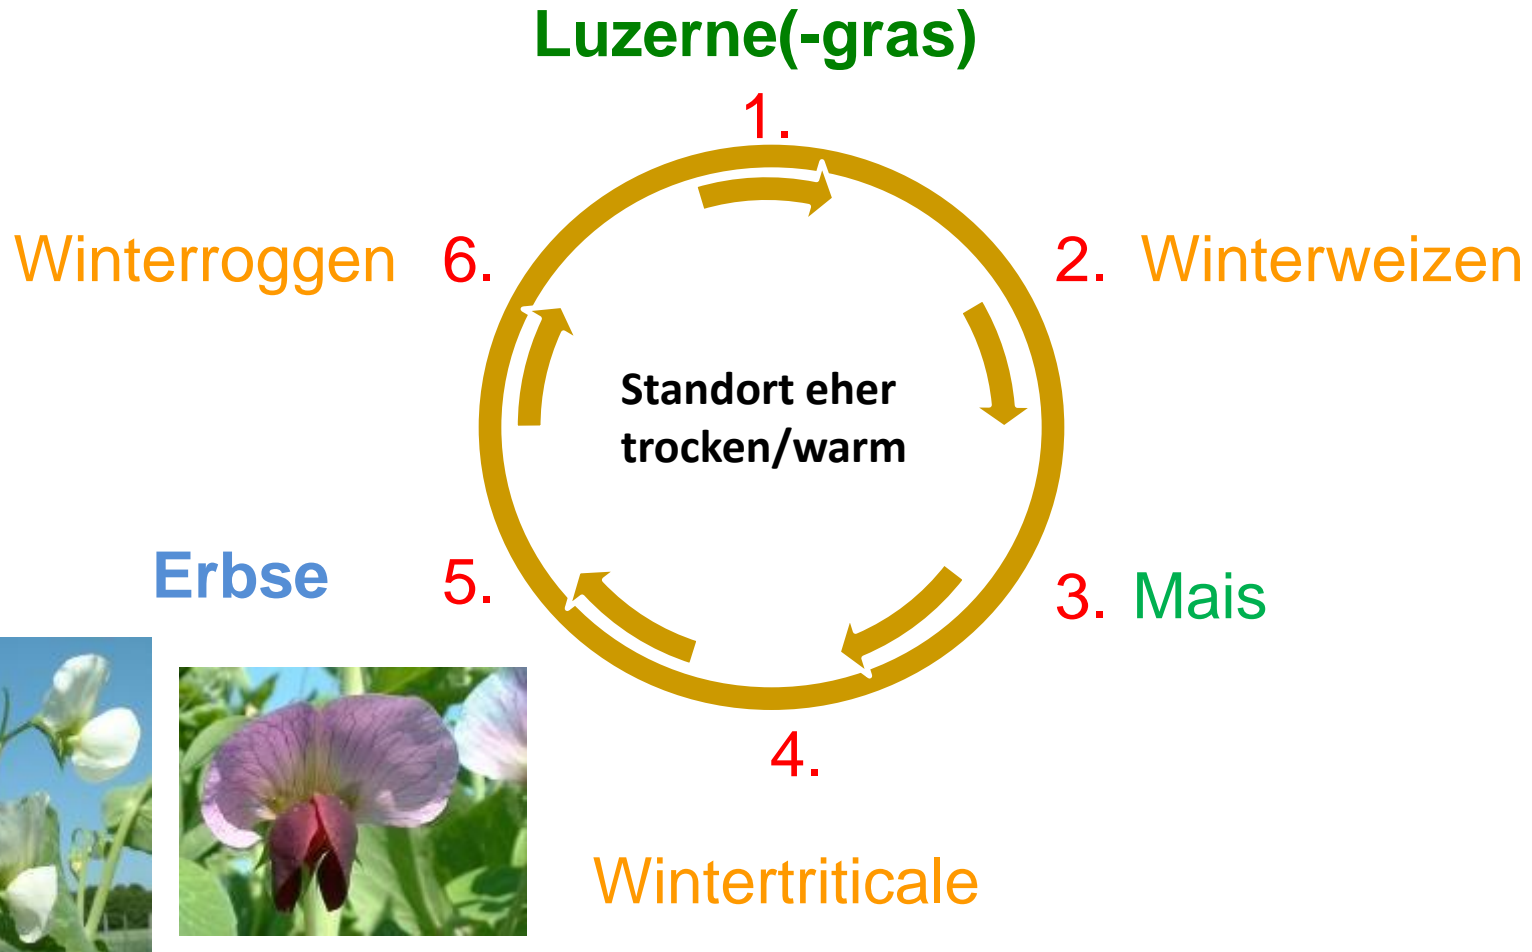 Luzerne(-gras)
1.
2. Winterweizen
3. Mais
4.
Wintertriticale
5.
Erbse
6.
Winterroggen
Standort eher
trocken/warm